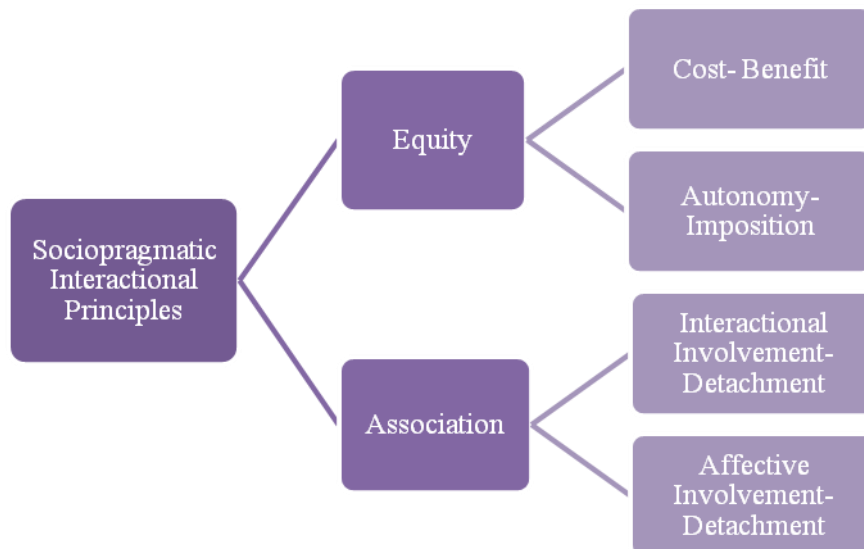 Sociopragmatic
Interactional
Principles
Equity
Cost- Benefit
Autonomy-
Imposition
Association
Interactional
Involvement-
Detachment
Affective
Involvement-
Detachment